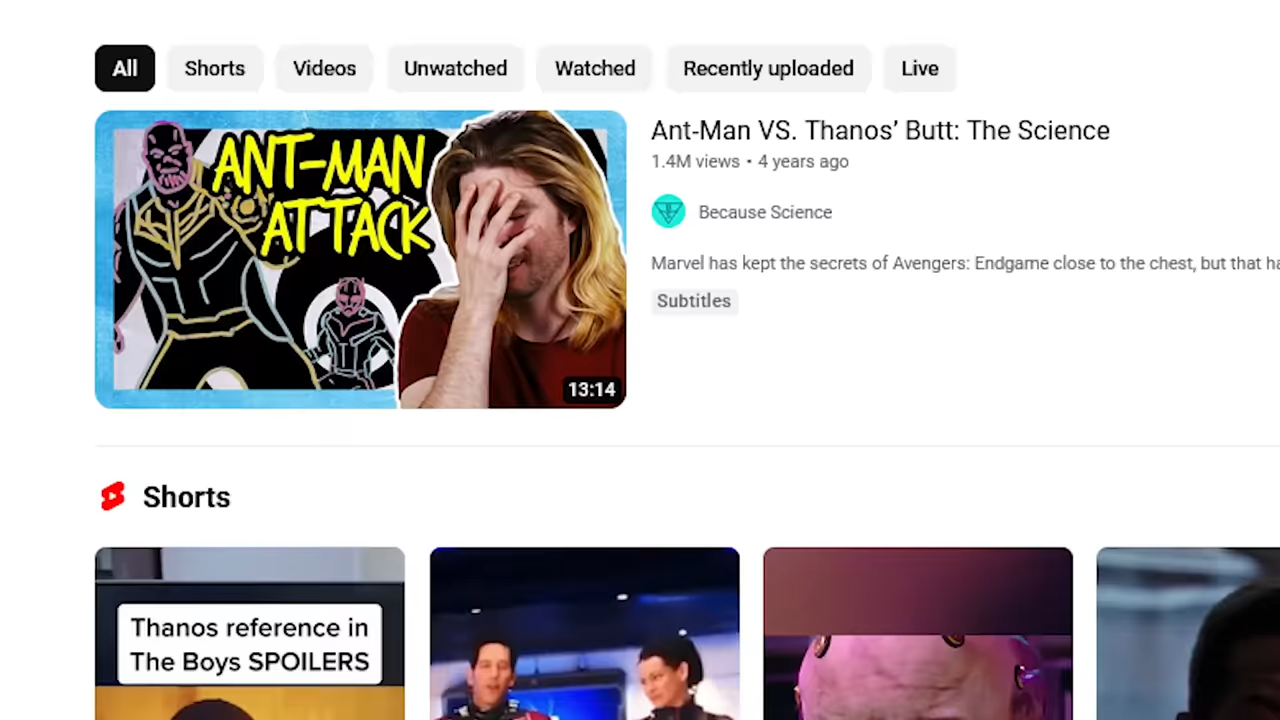 All Shorts Videos Unwatched Watched Recently uploaded Live
ANT-MAN
ATTACK
13:14
Ant-Man VS. Thanos’ Butt: The Science
1.4M views • 4 years ago
Because Science
Marvel has kept the secrets of Avengers: Endgame close to the chest, but that ha
Subtitles
Shorts
Thanos reference in
The Boys SPOILERS